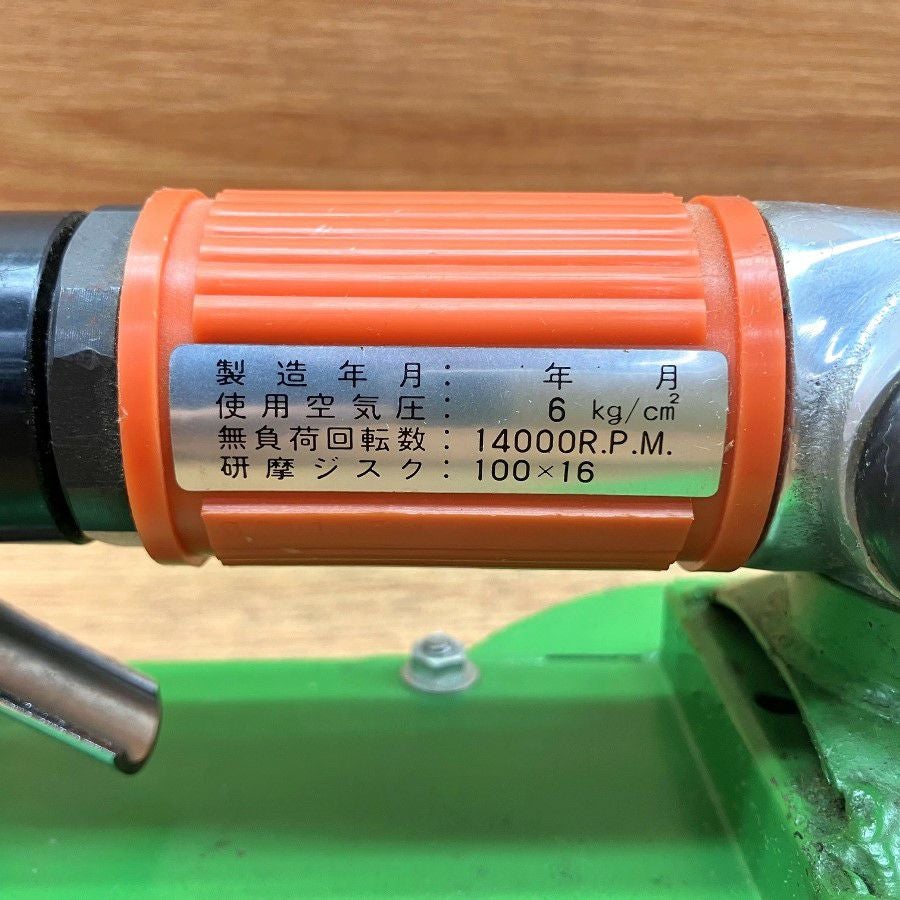 製造年月: 年 月
使用空気圧: 6 kg/cm²
無負荷回転数: 14000R.P.M.
研摩ジスク: 100×16